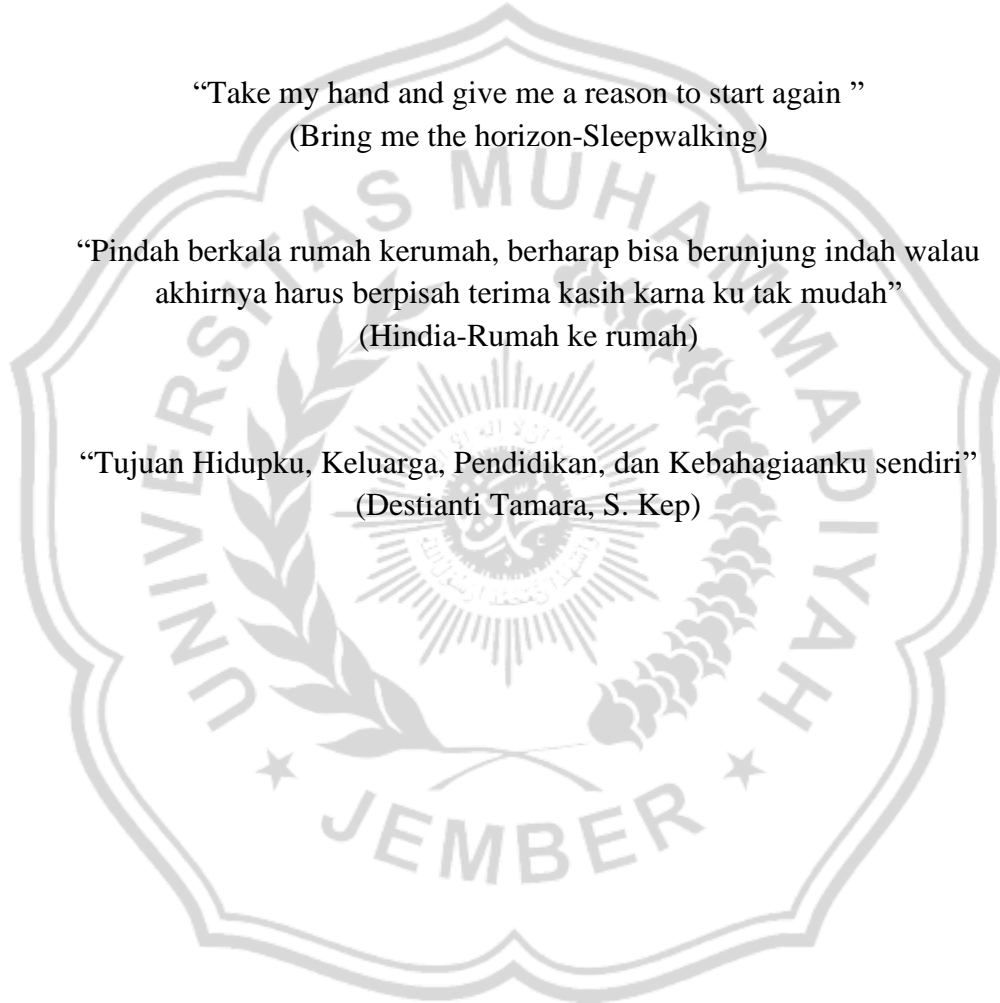 “Take my hand and give me a reason to start again ”
(Bring me the horizon-Sleepwalking)
“Pindah berkala rumah kerumah, berharap bisa berunjung indah walau
akhirnya harus berpisah terima kasih karna ku tak mudah”
(Hindia-Rumah ke rumah)
“Tujuan Hidupku, Keluarga, Pendidikan, dan Kebahagiaanku sendiri”
(Destianti Tamara, S. Kep)
UNIVERSITAS MUHAMMADIYAH
JEMBER